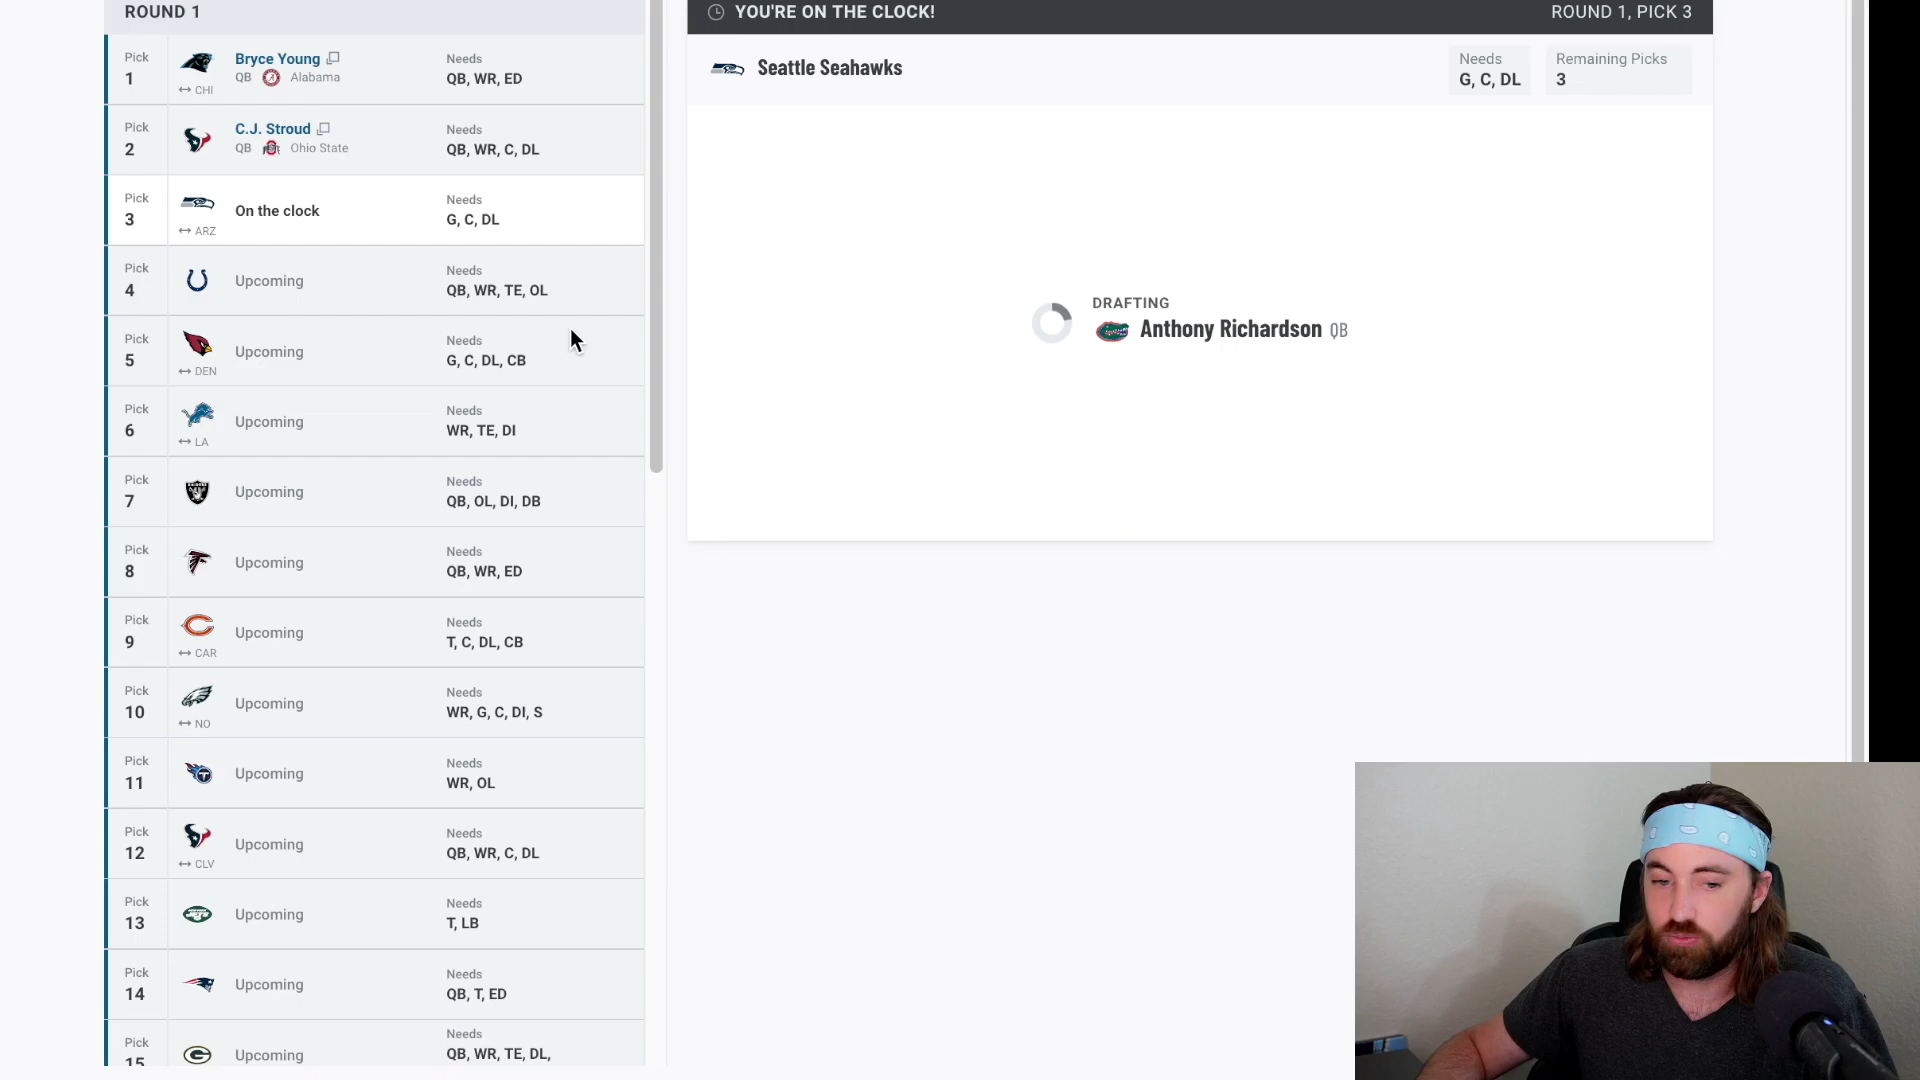 ROUND 1
Pick
1
CHI
Bryce Young
QB Alabama
Needs
QB, WR, ED
Pick
2
C.J. Stroud
QB Ohio State
Needs
QB, WR, C, DL
Pick
3
ARZ
On the clock
Needs
G, C, DL
Pick
4
Upcoming
Needs
QB, WR, TE, OL
Pick
5
DEN
Upcoming
Needs
G, C, DL, CB
Pick
6
LA
Upcoming
Needs
WR, TE, DI
Pick
7
Upcoming
Needs
QB, OL, DI, DB
Pick
8
Upcoming
Needs
QB, WR, ED
Pick
9
CAR
Upcoming
Needs
T, C, DL, CB
Pick
10
NO
Upcoming
Needs
WR, G, C, DI, S
Pick
11
Upcoming
Needs
WR, OL
Pick
12
CLV
Upcoming
Needs
QB, WR, C, DL
Pick
13
Upcoming
Needs
T, LB
Pick
14
Upcoming
Needs
QB, T, ED
Pick
15
Upcoming
Needs
QB, WR, TE, DL,
YOU'RE ON THE CLOCK!
ROUND 1, PICK 3
Seattle Seahawks
Needs
G, C, DL
Remaining Picks
3
DRAFTING
Anthony Richardson QB